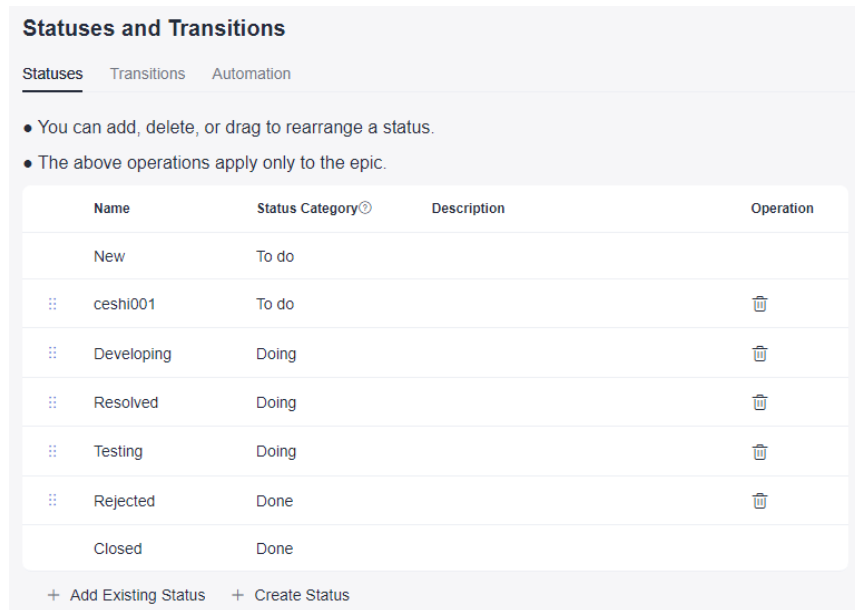 Statuses and Transitions
Statuses Transitions Automation
● You can add, delete, or drag to rearrange a status.
● The above operations apply only to the epic.
Name Status Category? Description Operation
New To do
ceshi001 To do
Developing Doing
Resolved Doing
Testing Doing
Rejected Done
Closed Done
+ Add Existing Status + Create Status